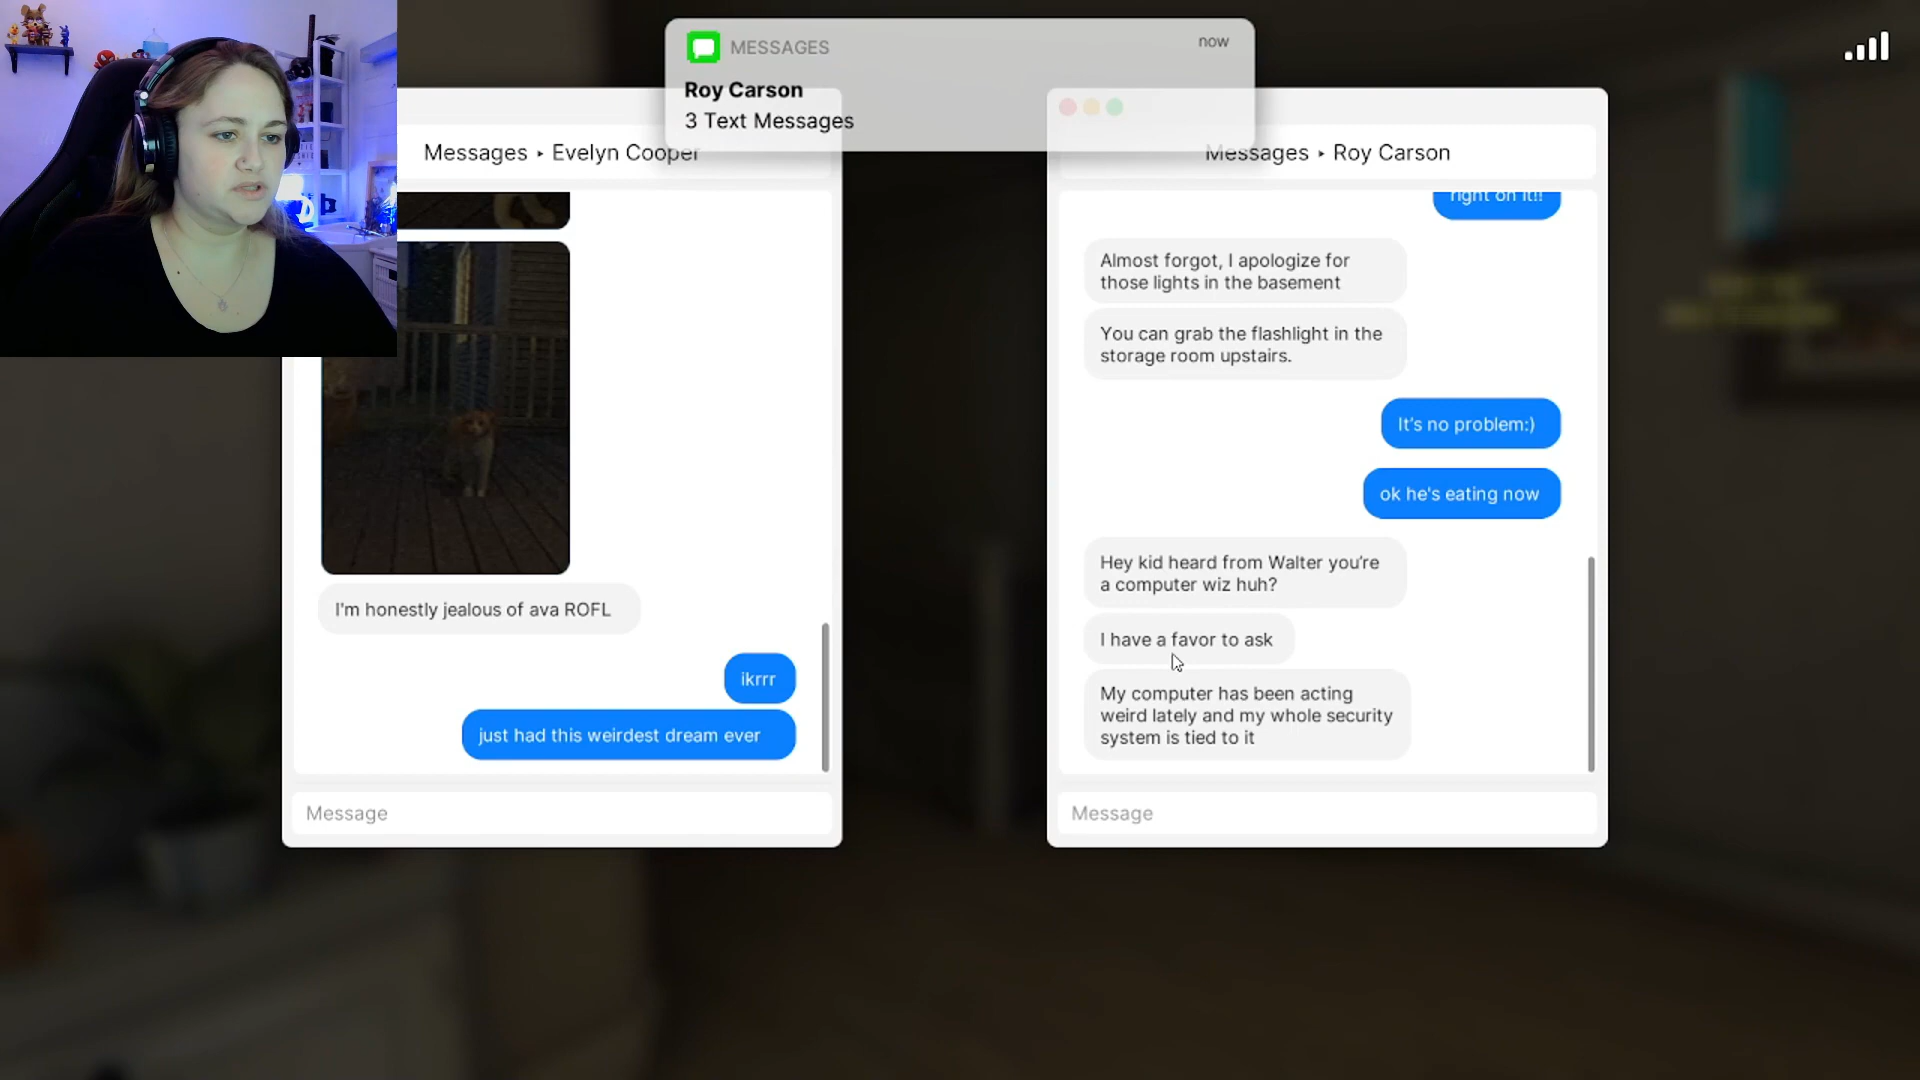 MESSAGES
now
Roy Carson
3 Text Messages
Messages ‣ Evelyn Cooper
I'm honestly jealous of ava ROFL
ikrrr
just had this weirdest dream ever
Message
Messages ‣ Roy Carson
right on it!!
Almost forgot, I apologize for
those lights in the basement
You can grab the flashlight in the
storage room upstairs.
It's no problem:)
ok he's eating now
Hey kid heard from Walter you're
a computer wiz huh?
I have a favor to ask
My computer has been acting
weird lately and my whole security
system is tied to it
Message